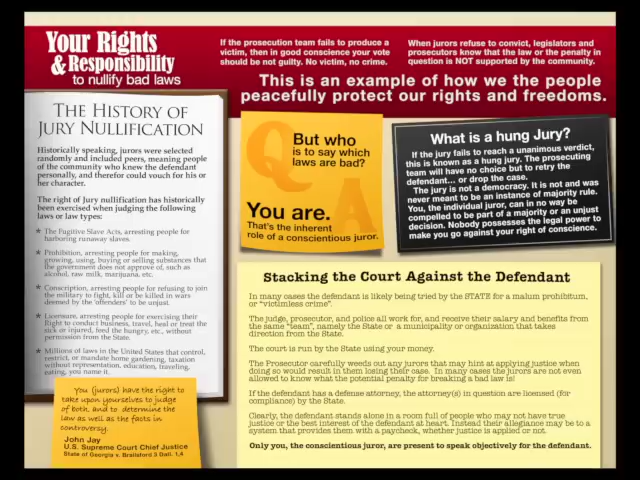 Your Rights
& Responsibility
to nullify bad laws
If the prosecution team fails to produce a
victim, then in good conscience your vote
should be not guilty. No victim, no crime.
When jurors refuse to convict, legislators and
prosecutors know that the law or the penalty in
question is NOT supported by the community.
This is an example of how we the people
peacefully protect our rights and freedoms.
THE HISTORY OF
JURY NULLIFICATION
Historically speaking, jurors were selected
randomly and included peers, meaning people
of the community who knew the defendant
personally, and therefor could vouch for his or
her character.
The right of jury nullification has historically
been exercised when judging the following
laws or law types:
* The Fugitive Slave Acts, arresting people for
harboring runaway slaves.
* Prohibition, arresting people for making,
growing, using, buying or selling substances that
the government does not approve of, such as
alcohol, raw milk, marijuana, etc.
* Conscription, arresting people for refusing to join
the military to fight, kill or be killed in wars
deemed by the 'offenders' to be unjust.
* Licensure, arresting people for exercising their
Right to conduct business, travel, heal or treat the
sick or injured, feed the hungry, etc., without
permission from the State.
* Millions of laws in the United States that control,
restrict, or mandate home gardening, taxation
without representation, education, traveling,
eating, you name it.
You (jurors) have the right to
take upon yourselves to judge
of both, and to determine the
law as well as the facts in
controversy.
John Jay
U.S. Supreme Court Chief Justice
State of Georgia v. Brailsford 3 Dall. 1,4
Q
A
But who
is to say which
laws are bad?
You are.
That's the inherent
role of a conscientious juror.
What is a hung Jury?
If the jury fails to reach a unanimous verdict,
this is known as a hung jury. The prosecuting
team will have no choice but to retry the
defendant... or drop the case.
The jury is not a democracy. It is not and was
never meant to be an instance of majority rule.
You, the individual juror, can in no way be
compelled to be part of a majority or an unjust
decision. Nobody possesses the legal power to
make you go against your right of conscience.
Stacking the Court Against the Defendant
In many cases the defendant is likely being tried by the STATE for a malum prohibitum,
or "victimless crime".
The judge, prosecutor, and police all work for, and receive their salary and benefits from
the same "team", namely the State or a municipality or organization that takes
direction from the State.
The court is run by the State using your money.
The Prosecutor carefully weeds out any jurors that may hint at applying justice when
doing so would result in them losing their case. In many cases the jurors are not even
allowed to know what the potential penalty for breaking a bad law is!
If the defendant has a defense attorney, the attorney(s) in question are licensed (for
compliance) by the State.
Clearly, the defendant stands alone in a room full of people who may not have true
justice or the best interest of the defendant at heart. Instead their allegiance may be to a
system that provides them with a paycheck, whether justice is applied or not.
Only you, the conscientious juror, are present to speak objectively for the defendant.